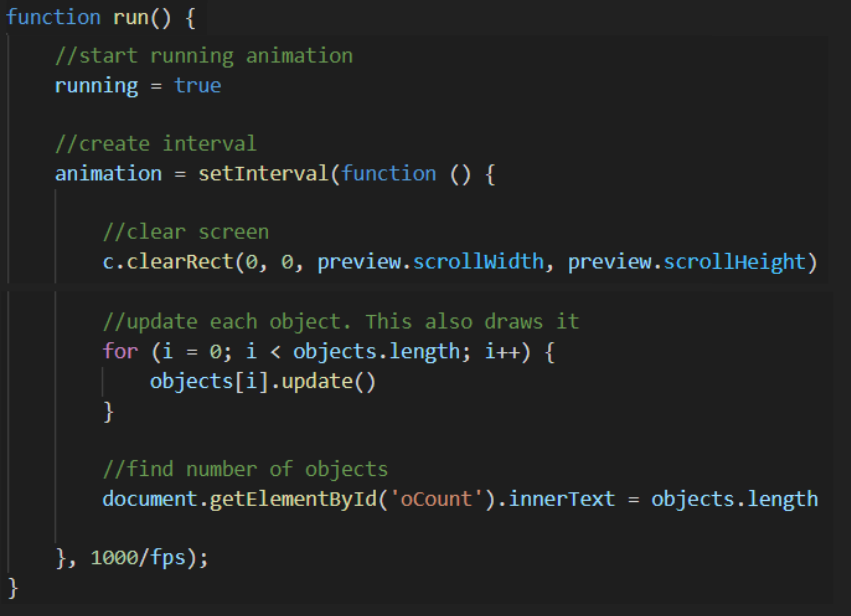 function run() {
//start running animation
running = true
//create interval
animation = setInterval(function () {
//clear screen
c.clearRect(0, 0, preview.scrollWidth, preview.scrollHeight)
//update each object. This also draws it
for (i = 0; i < objects.length; i++) {
objects[i].update()
}
//find number of objects
document.getElementById('oCount').innerText = objects.length
}, 1000/fps);
}